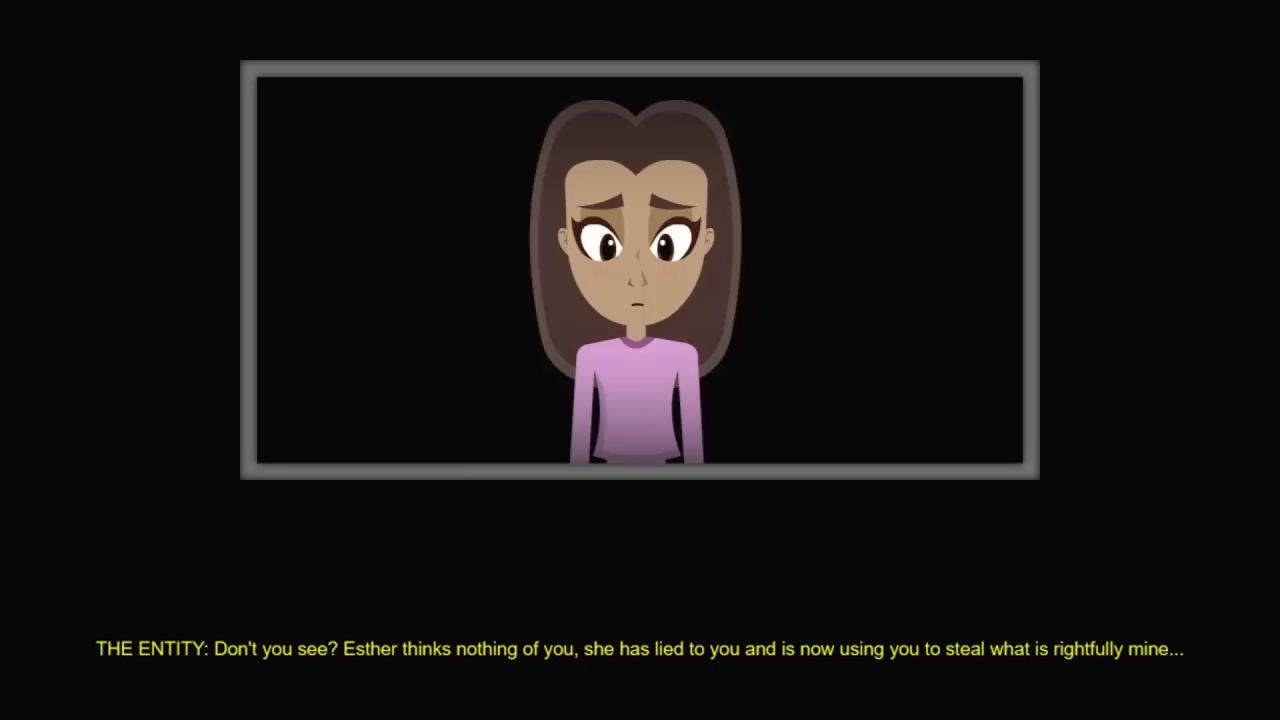 THE ENTITY: Don't you see? Esther thinks nothing of you, she has lied to you and is now using you to steal what is rightfully mine...